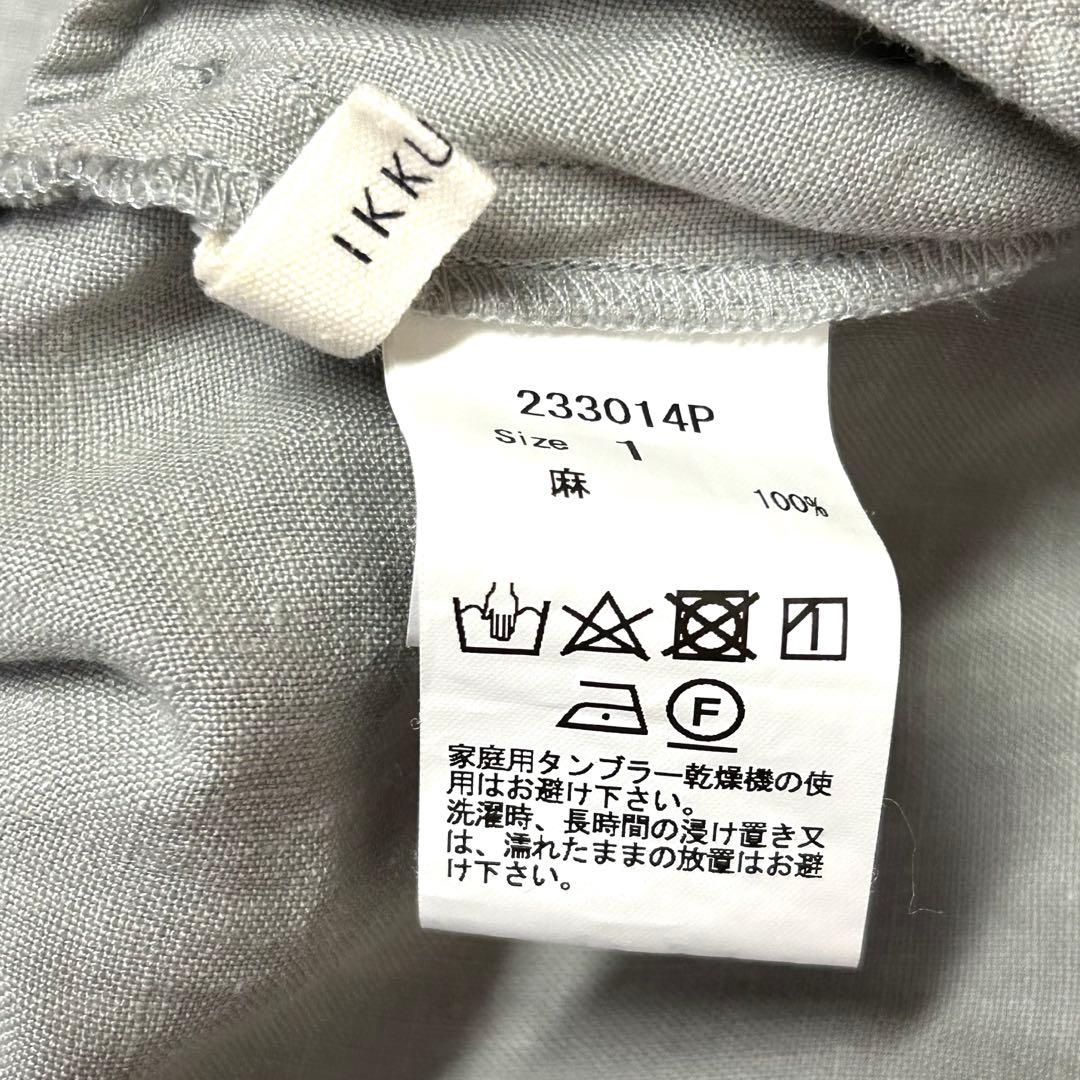 IKKU
233014P
Size 1
麻 100%
F
家庭用タンブラー乾燥機の使
用はお避け下さい。
洗濯時、長時間の浸け置き又
は、濡れたままの放置はお避
け下さい。